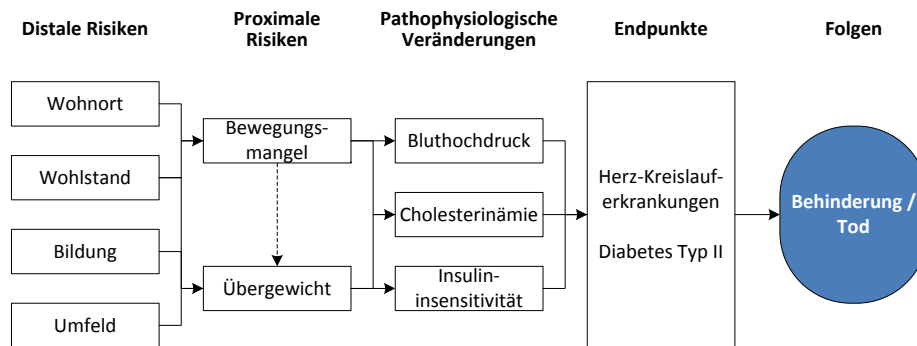 Distale Risiken
Proximale
Risiken
Pathophysiologische
Veränderungen
Endpunkte
Folgen
Wohnort
Wohlstand
Bildung
Umfeld
Bewegungs-
mangel
Übergewicht
Bluthochdruck
Cholesterinämie
Insulin-
insensitivität
Herz-Kreislauf-
erkrankungen
Diabetes Typ II
Behinderung /
Tod